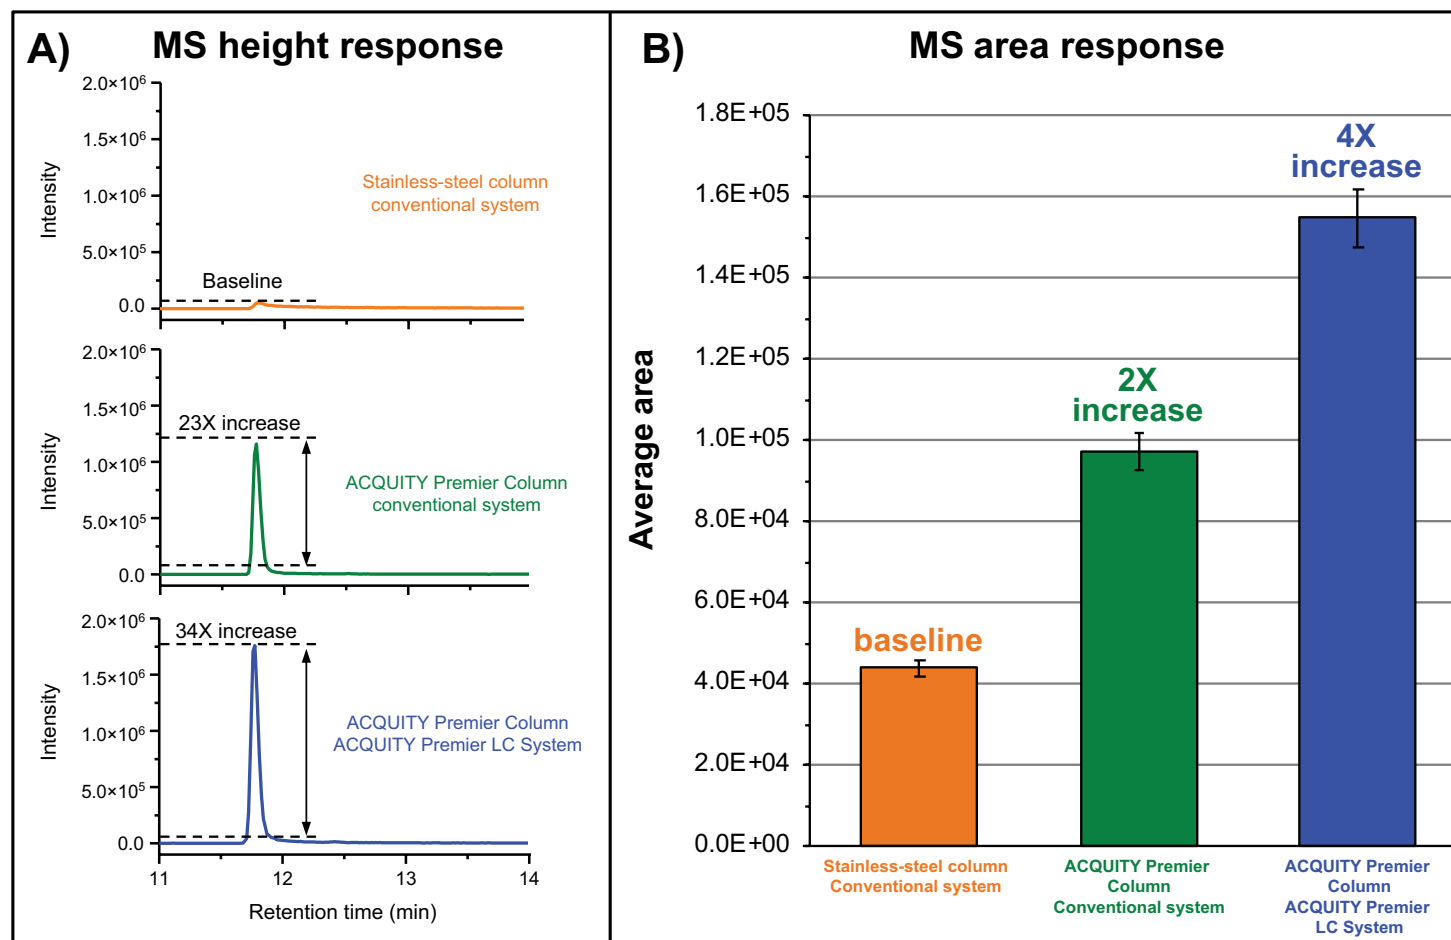 A)
MS height response
2.0×10⁶
1.5×10⁶
1.0×10⁶
5.0×10⁵
0.0
Intensity
Stainless-steel column
conventional system
Baseline
2.0×10⁶
1.5×10⁶
1.0×10⁶
5.0×10⁵
0.0
Intensity
23X increase
ACQUITY Premier Column
conventional system
2.0×10⁶
1.5×10⁶
1.0×10⁶
5.0×10⁵
0.0
Intensity
34X increase
ACQUITY Premier Column
ACQUITY Premier LC System
11 12 13 14
Retention time (min)
B)
MS area response
1.8E+05
1.6E+05
1.4E+05
1.2E+05
1.0E+05
8.0E+04
6.0E+04
4.0E+04
2.0E+04
0.0E+00
Average area
baseline
2X
increase
4X
increase
Stainless-steel column
Conventional system
ACQUITY Premier
Column
Conventional system
ACQUITY Premier
Column
ACQUITY Premier
LC System